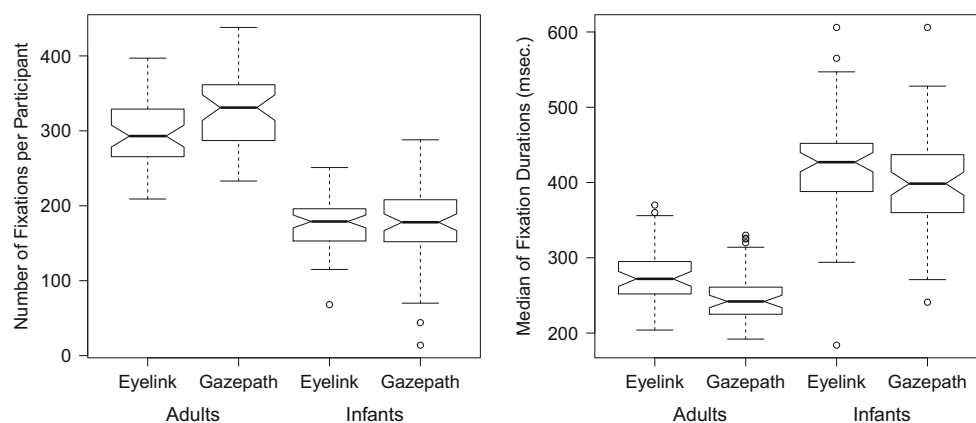 Number of Fixations per Participant
400
300
200
100
0
Eyelink Gazepath Eyelink Gazepath
Adults Infants
Median of Fixation Durations (msec.)
600
500
400
300
200
Eyelink Gazepath Eyelink Gazepath
Adults Infants